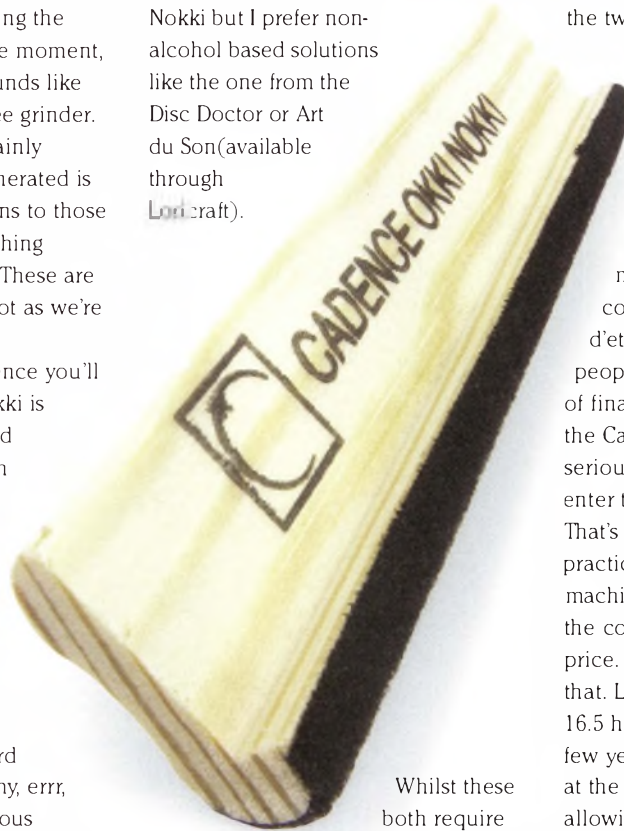 ng the
e moment,
unds like
e grinder.
ainly
nerated is
ns to those
hing
These are
ot as we're
nce you'll
kki is
d
n
rd
ny, errr,
ous
Nokki but I prefer non-
alcohol based solutions
like the one from the
Disc Doctor or Art
du Son(available
through
Loricraft).
CADENCE OKKI NOKKI
C
Whilst these
both require
the tw
n
co
d'et
peop
of fina
the Ca
seriou
enter t
That's
practic
machi
the co
price.
that. L
16.5 h
few ye
at the
allowi